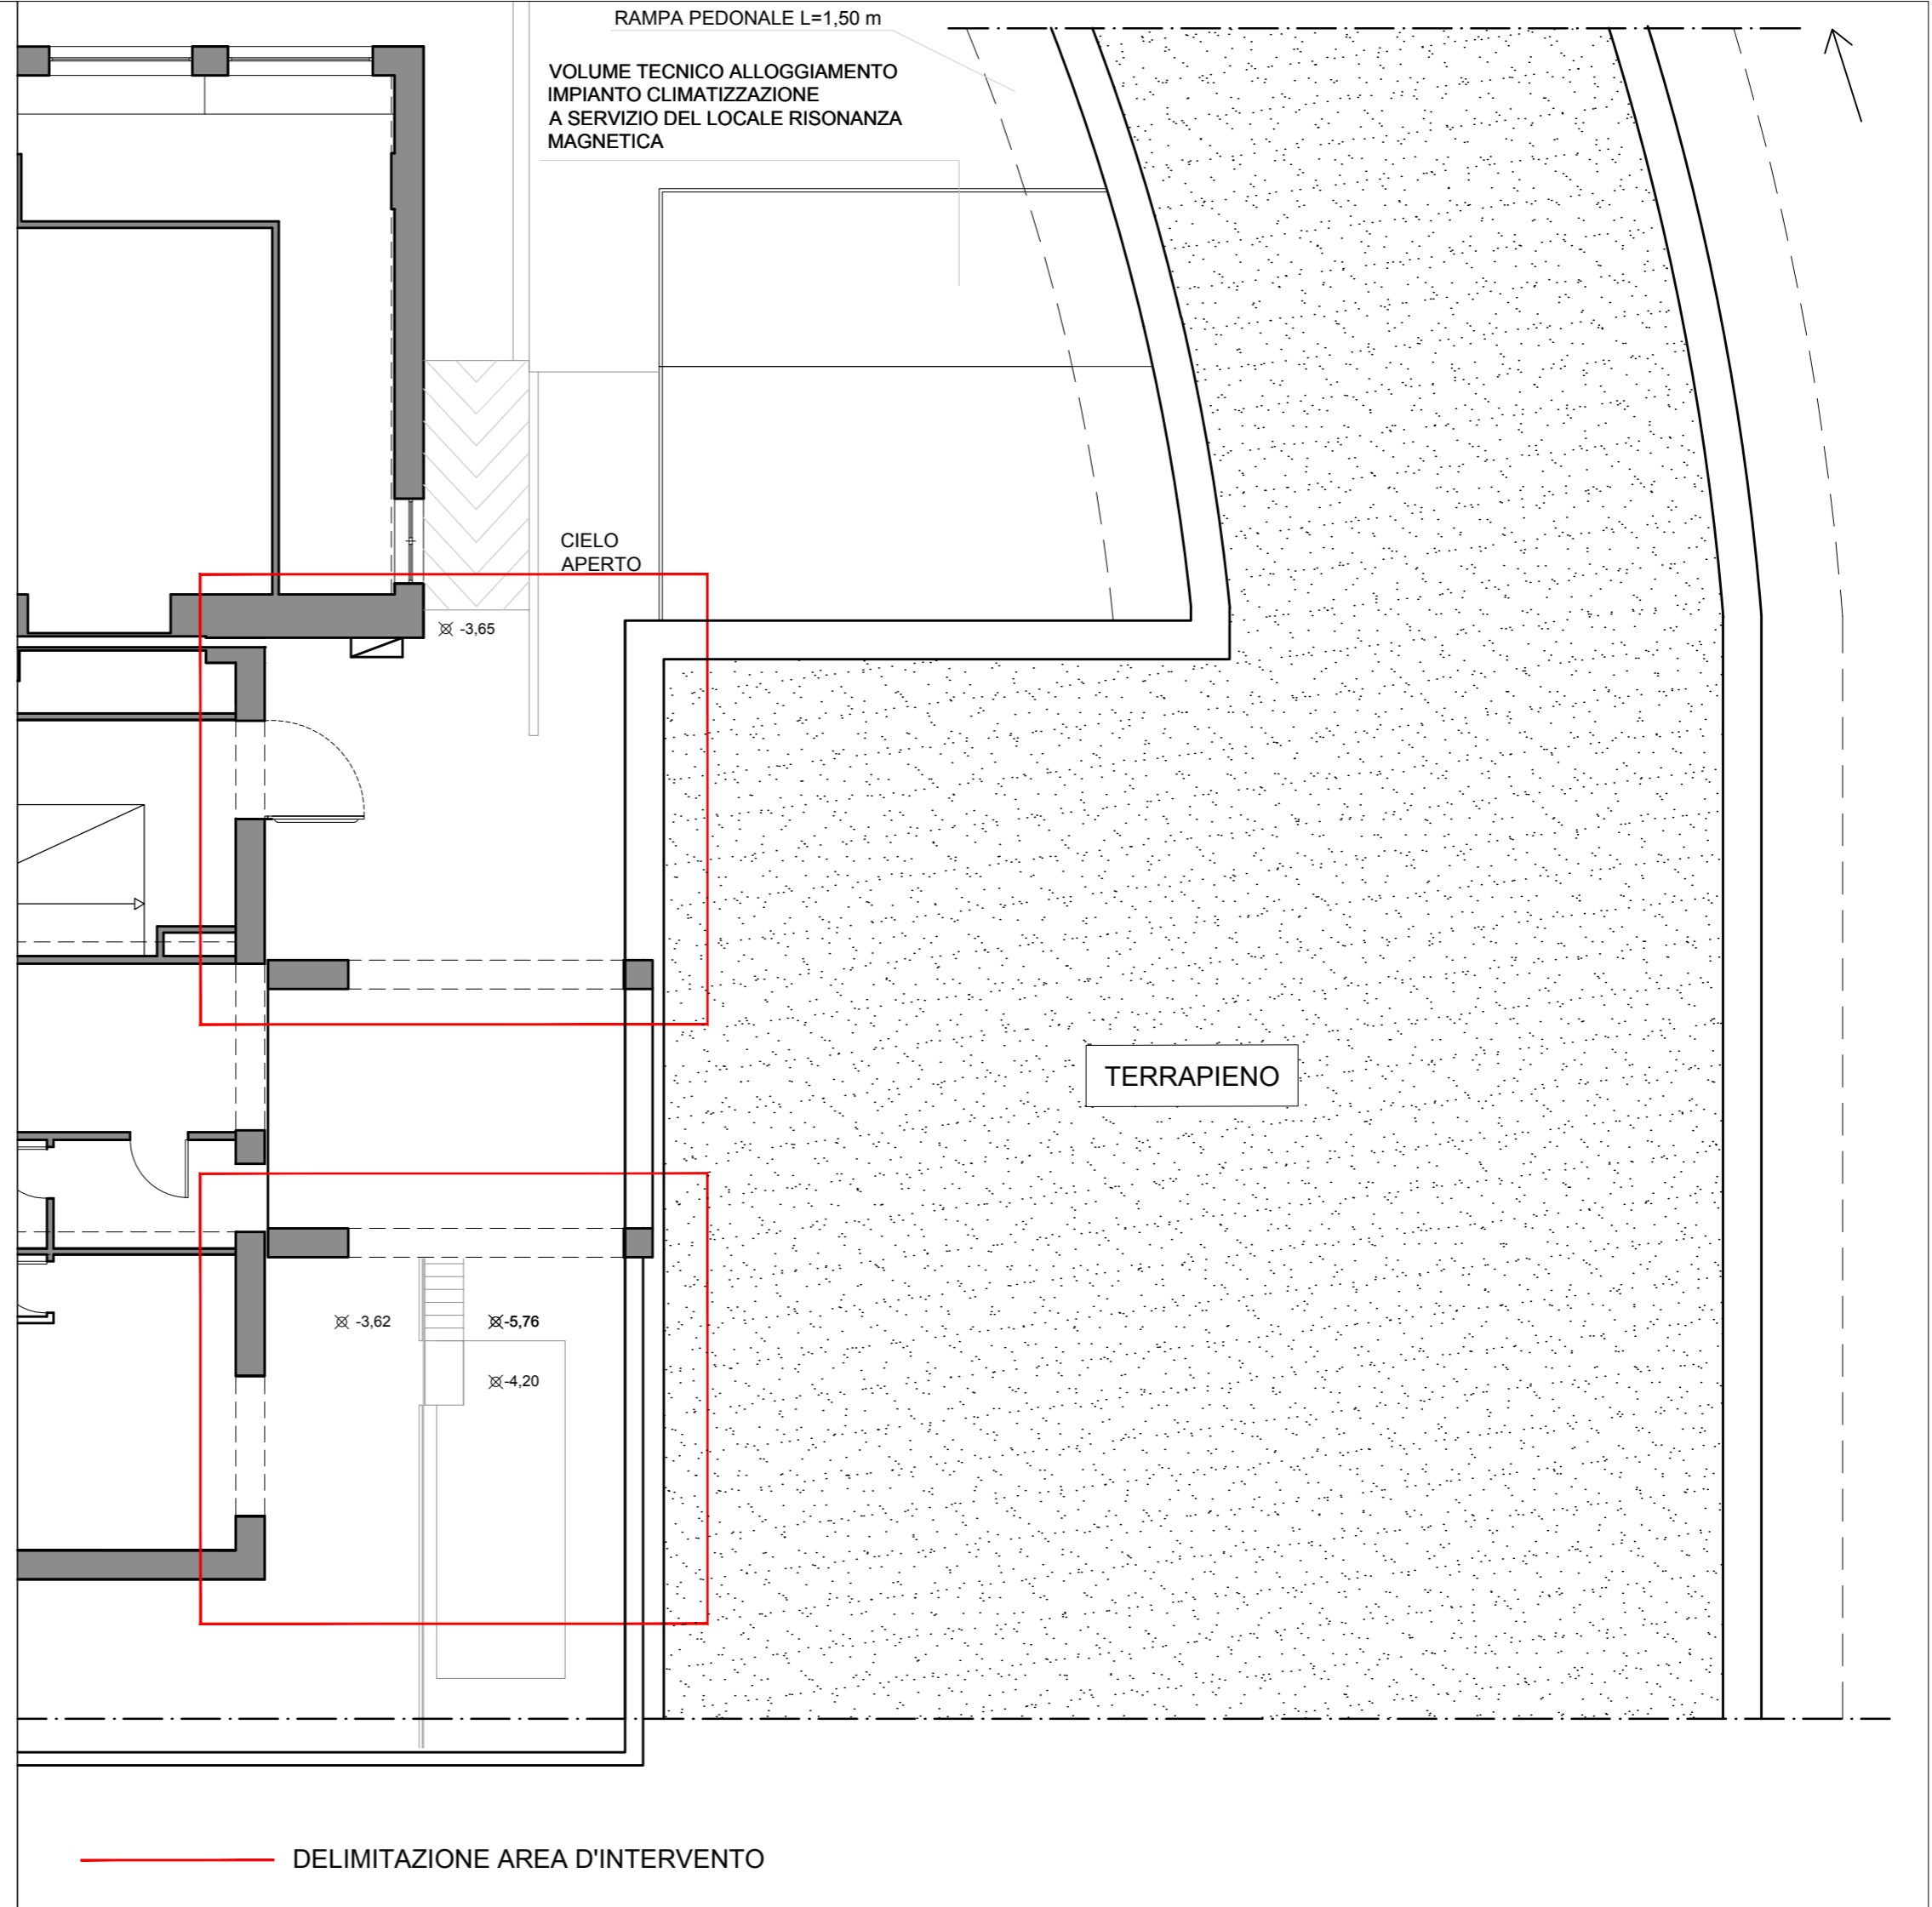 RAMPA PEDONALE L=1,50 m
VOLUME TECNICO ALLOGGIAMENTO
IMPIANTO CLIMATIZZAZIONE
A SERVIZIO DEL LOCALE RISONANZA
MAGNETICA
CIELO
APERTO
-3,65
TERRAPIENO
-3,62
-5,76
-4,20
DELIMITAZIONE AREA D'INTERVENTO